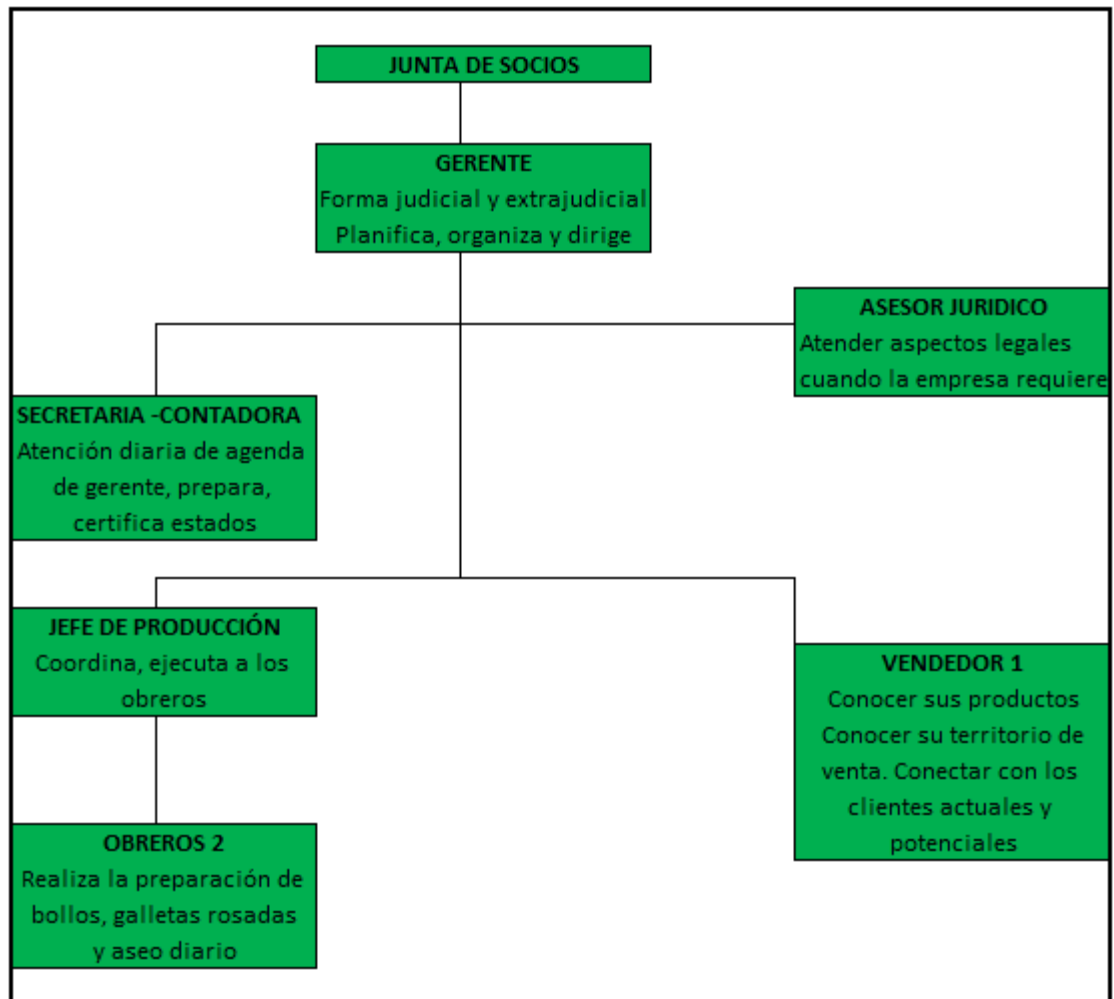 JUNTA DE SOCIOS
GERENTE
Forma judicial y extrajudicial
Planifica, organiza y dirige
ASESOR JURIDICO
Atender aspectos legales
cuando la empresa requiere
SECRETARIA -CONTADORA
Atención diaria de agenda
de gerente, prepara,
certifica estados
JEFE DE PRODUCCIÓN
Coordina, ejecuta a los
obreros
VENDEDOR 1
Conocer sus productos
Conocer su territorio de
venta. Conectar con los
clientes actuales y
potenciales
OBREROS 2
Realiza la preparación de
bollos, galletas rosadas
y aseo diario